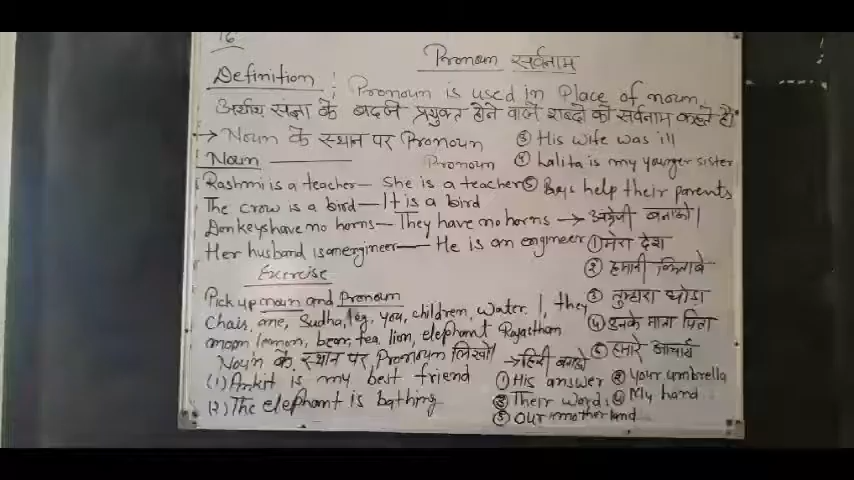 16
Pronoun सर्वनाम
Definition : Pronoun is used in Place of noun.
अर्थात संज्ञा के बदले प्रयुक्त होने वाले शब्दों को सर्वनाम कहते है।
→ Noun के स्थान पर Pronoun
Noun Pronoun
Rashmi is a teacher — She is a teacher
The crow is a bird — It is a bird
Donkeys have no horns — They have no horns
Her husband is an engineer — He is an engineer
Exercise
Pick up noun and Pronoun
Chair, me, Sudha, leg, you, children, water, I, they
moon lemon, bean, tea, lion, elephant Rajasthan
Noun के स्थान पर Pronoun लिखो।
(1) Ankit is my best friend
(2) The elephant is bathing
③ His wife was ill
④ Lalita is my younger sister
⑤ Boys help their parents
→ अंग्रेजी बनाओ।
① मेरा देश
② हमारी किताबें
③ तुम्हारा घोड़ा
④ उनके माता पिता
⑤ हमारे आचार्य
→ हिन्दी बनाओ
① His answer ② Your umbrella
③ Their words ④ My hand
⑤ Our motherland